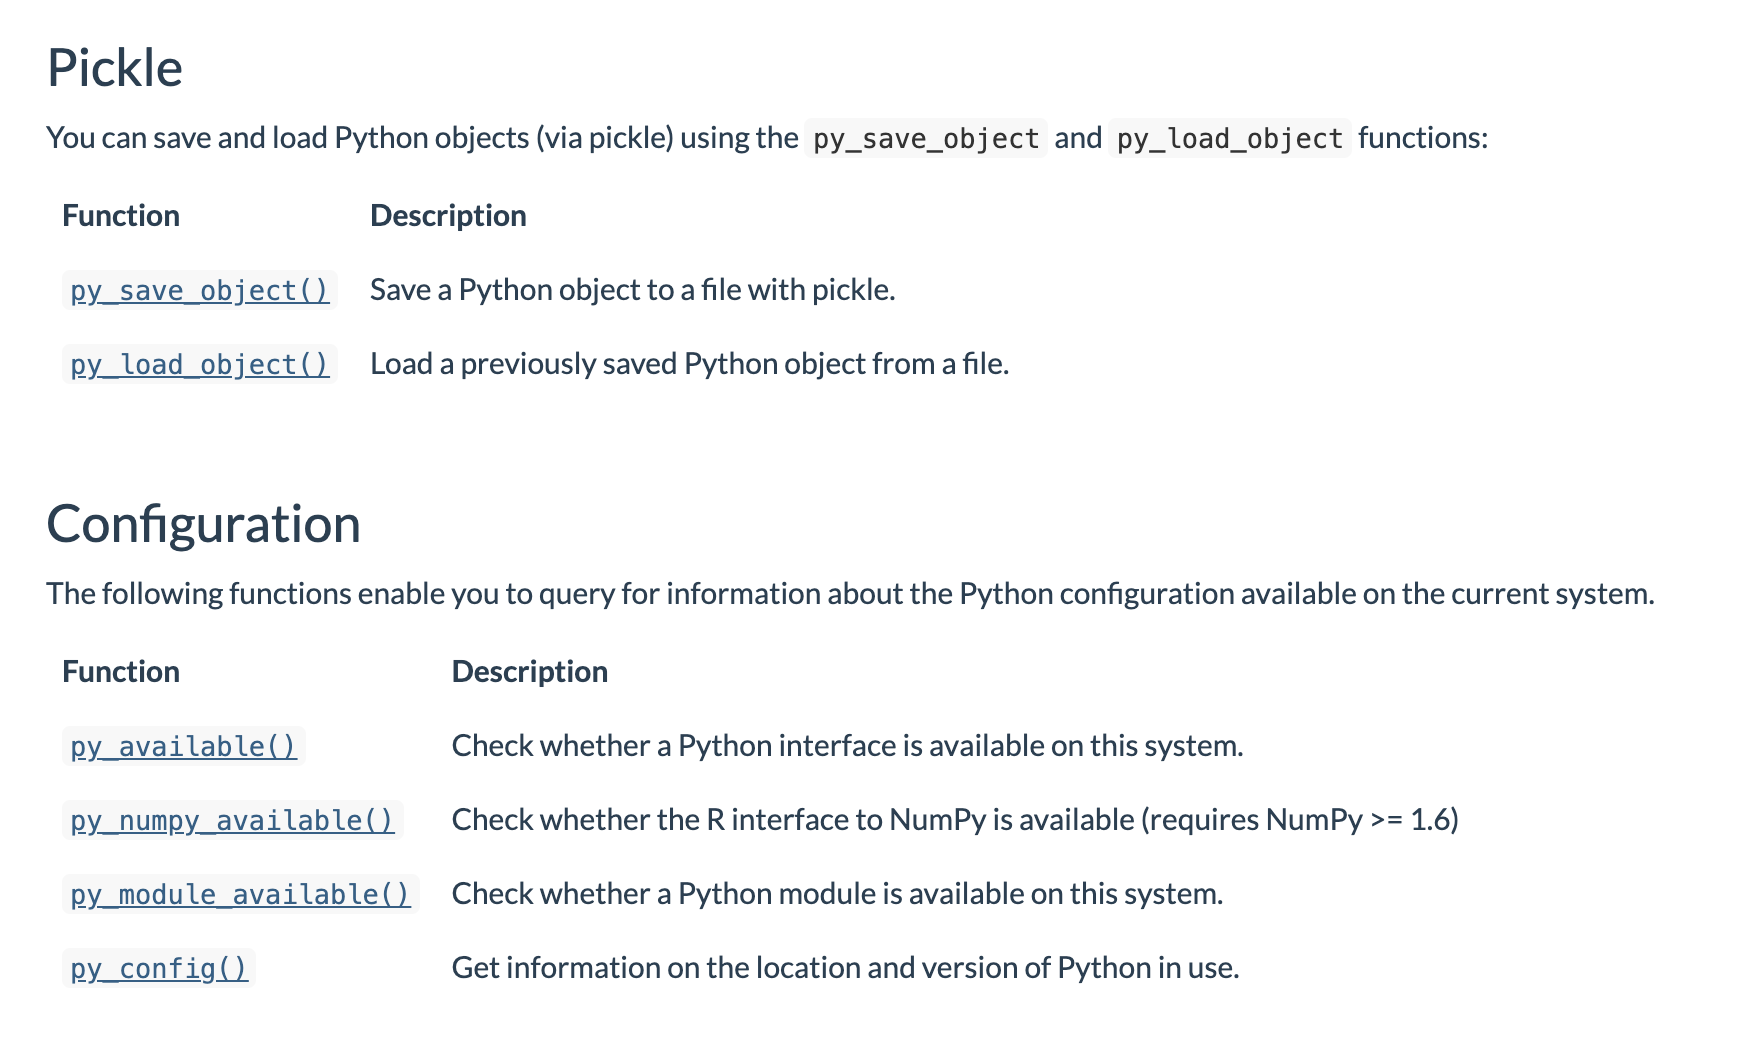 Pickle
You can save and load Python objects (via pickle) using the py_save_object and py_load_object functions:
Function Description
py_save_object() Save a Python object to a file with pickle.
py_load_object() Load a previously saved Python object from a file.
Configuration
The following functions enable you to query for information about the Python configuration available on the current system.
Function Description
py_available() Check whether a Python interface is available on this system.
py_numpy_available() Check whether the R interface to NumPy is available (requires NumPy >= 1.6)
py_module_available() Check whether a Python module is available on this system.
py_config() Get information on the location and version of Python in use.